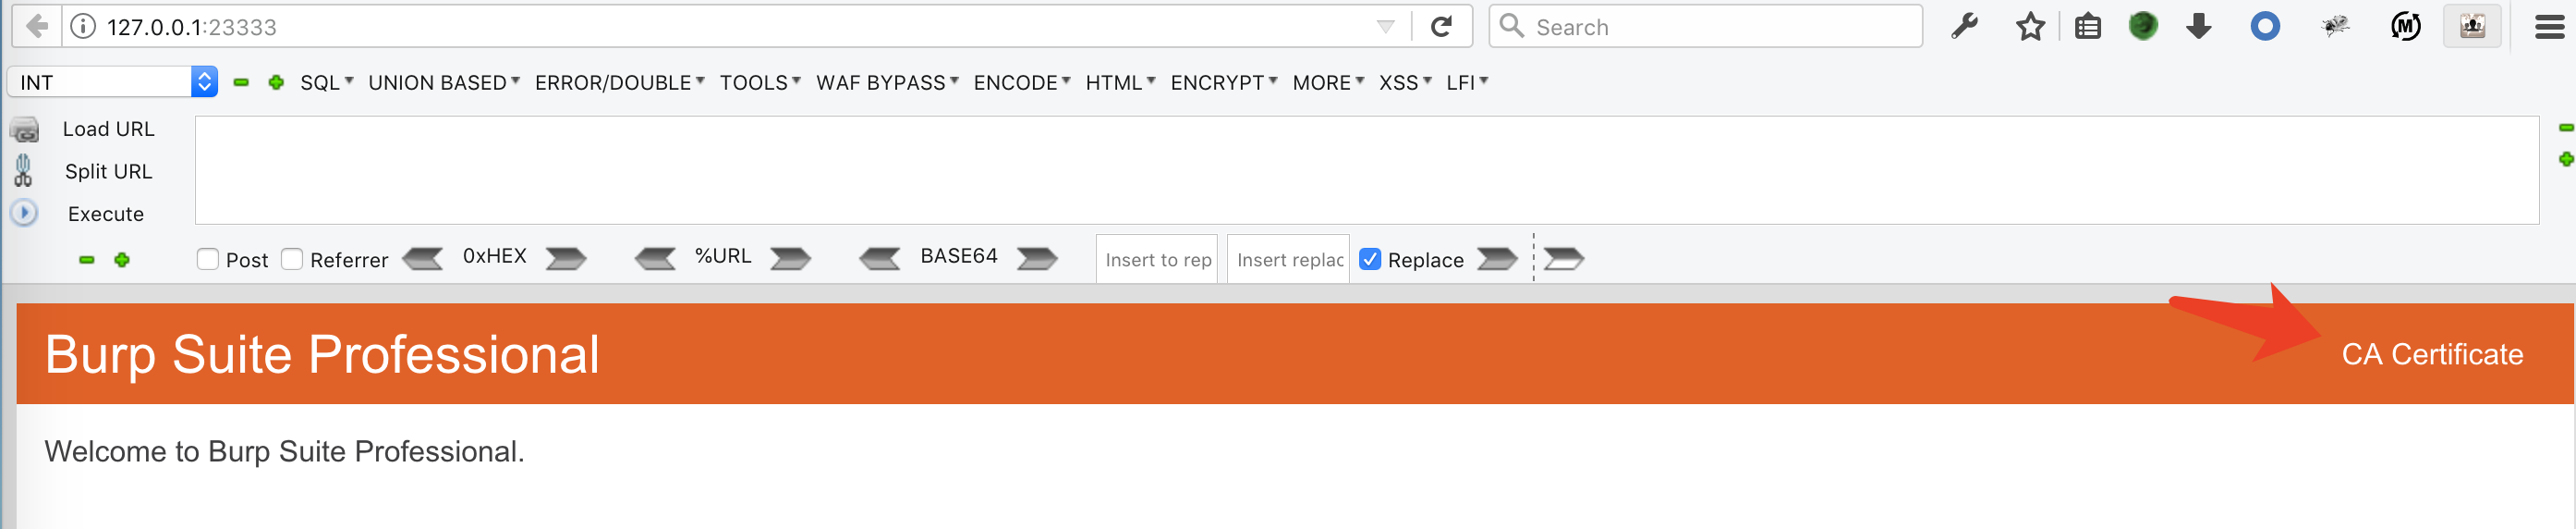 127.0.0.1:23333 Search
INT SQL UNION BASED ERROR/DOUBLE TOOLS WAF BYPASS ENCODE HTML ENCRYPT MORE XSS LFI
Load URL
Split URL
Execute
Post Referrer 0xHEX %URL BASE64 Insert to rep Insert replac Replace
Burp Suite Professional CA Certificate
Welcome to Burp Suite Professional.